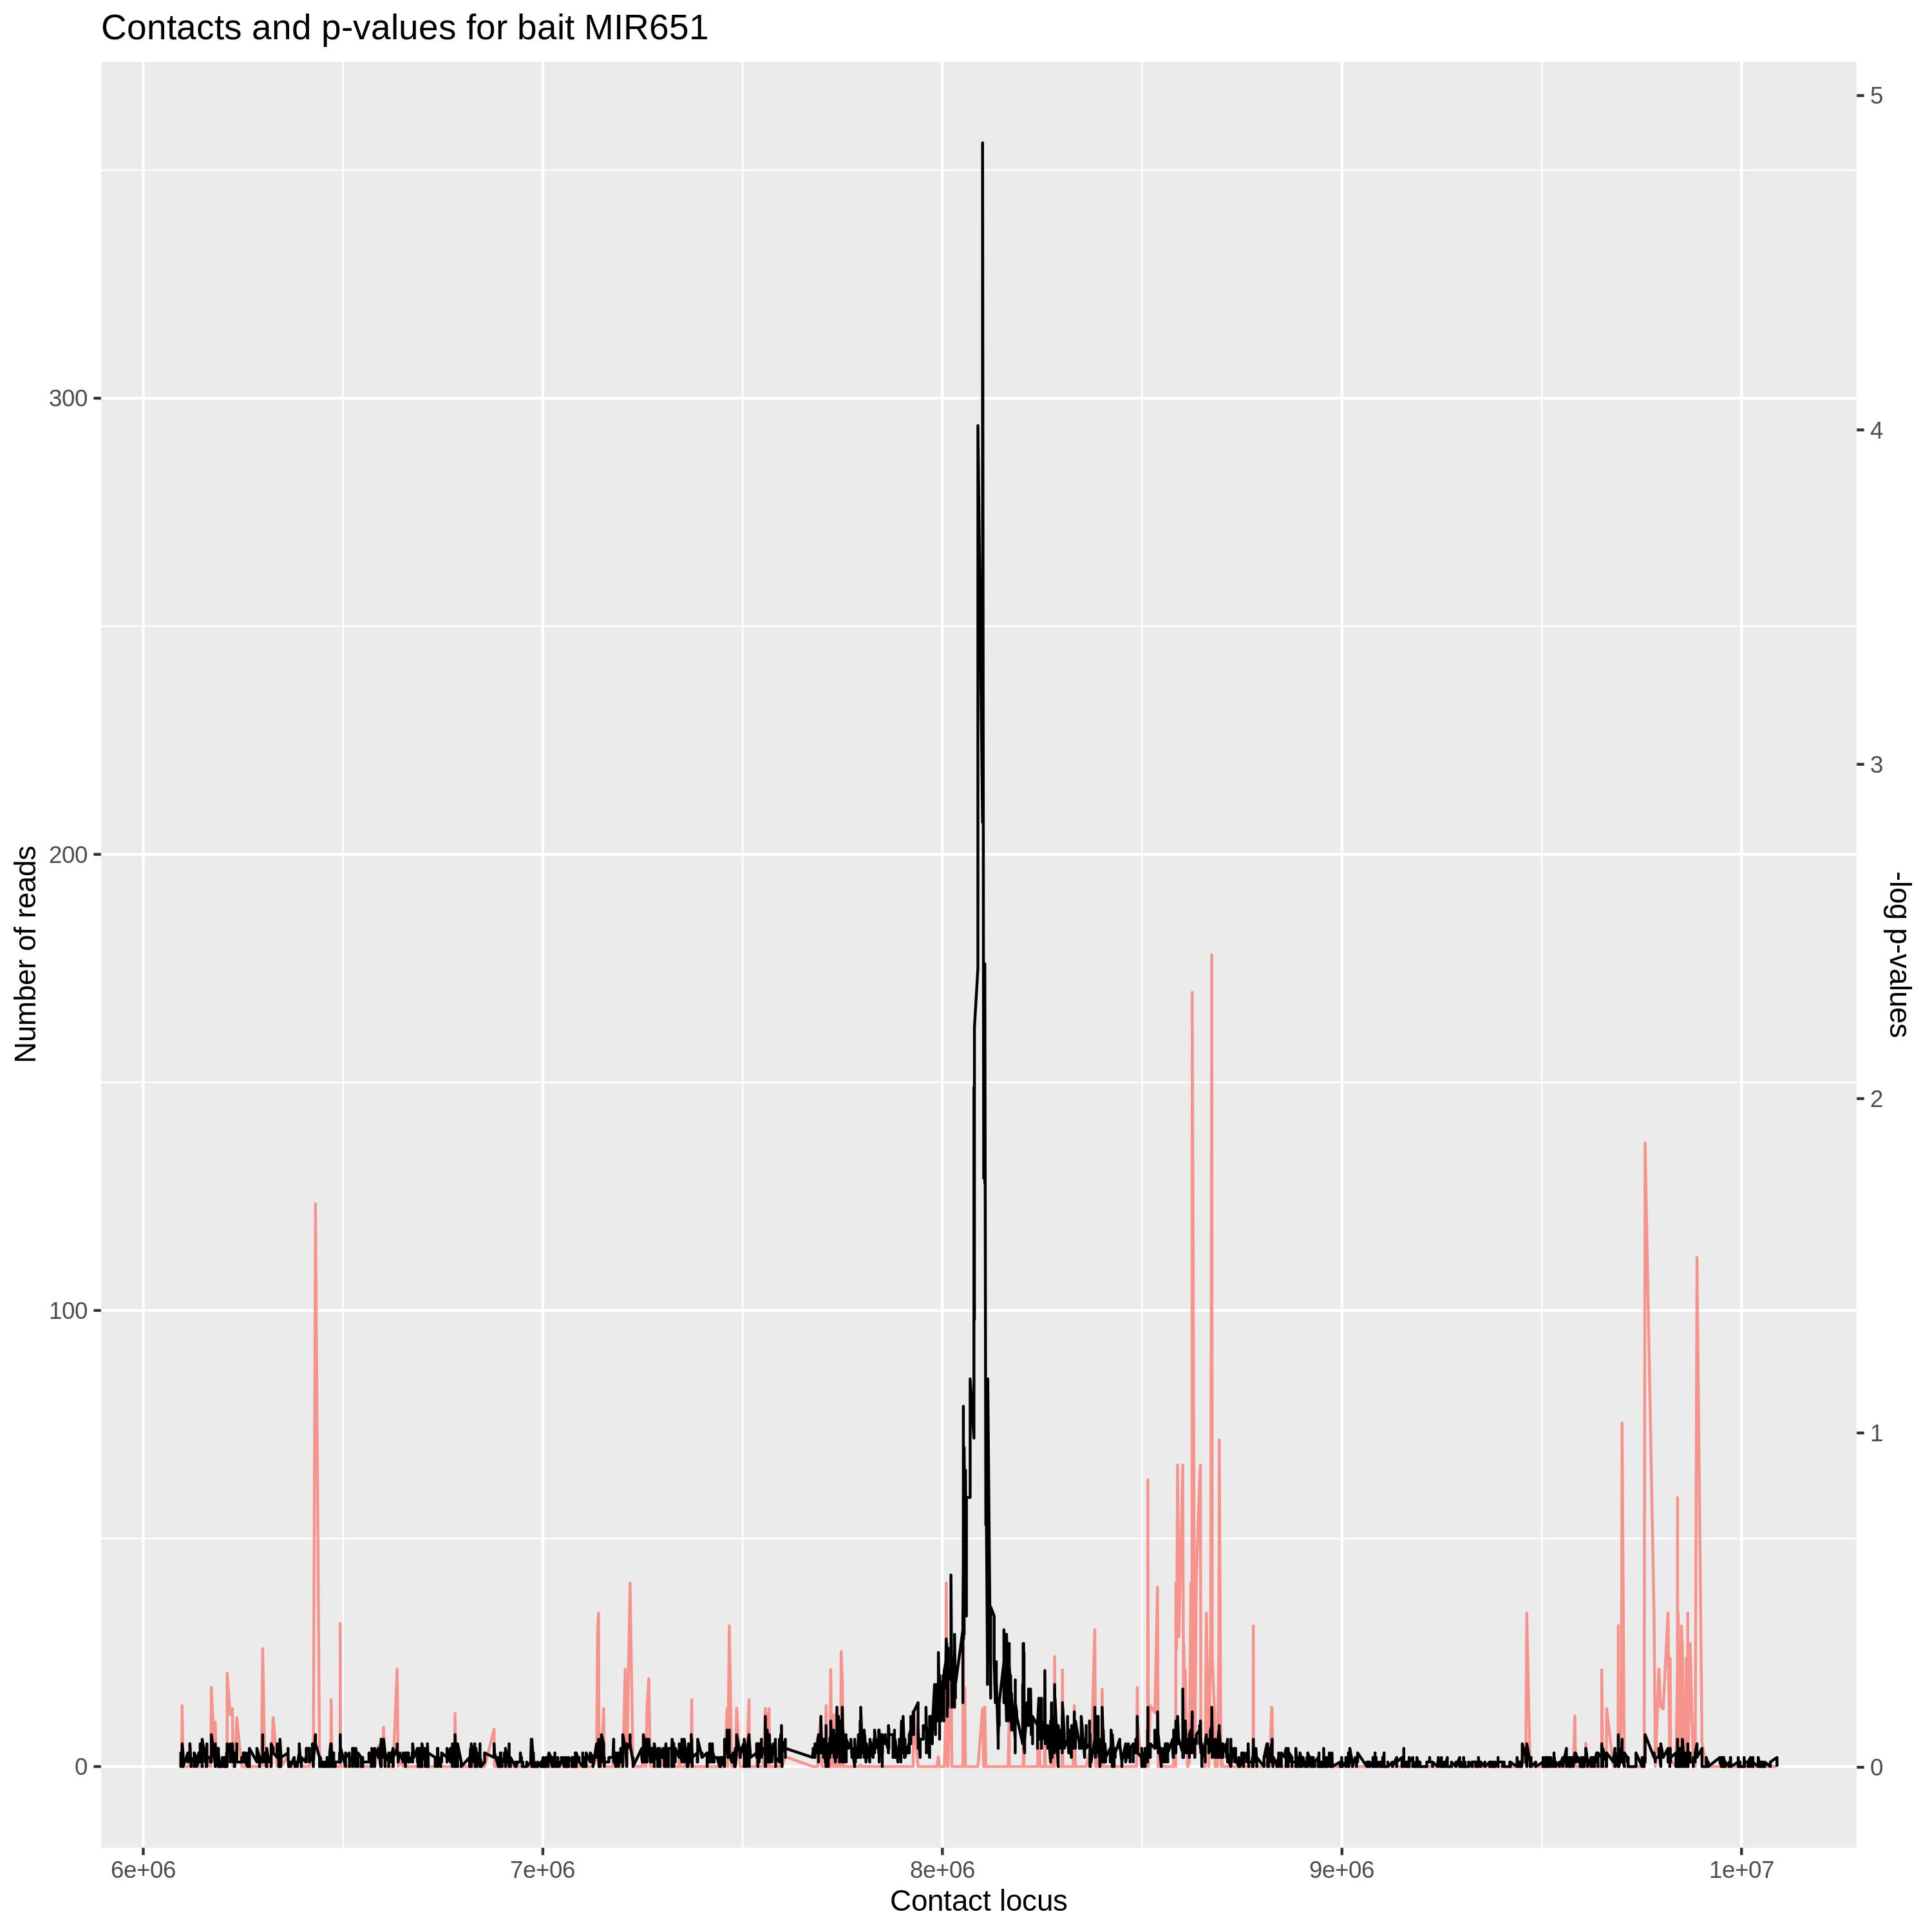 Contacts and p-values for bait MIR651
5
4
3
2
1
0
-log p-values
300
200
100
0
Number of reads
6e+06
7e+06
8e+06
9e+06
1e+07
Contact locus